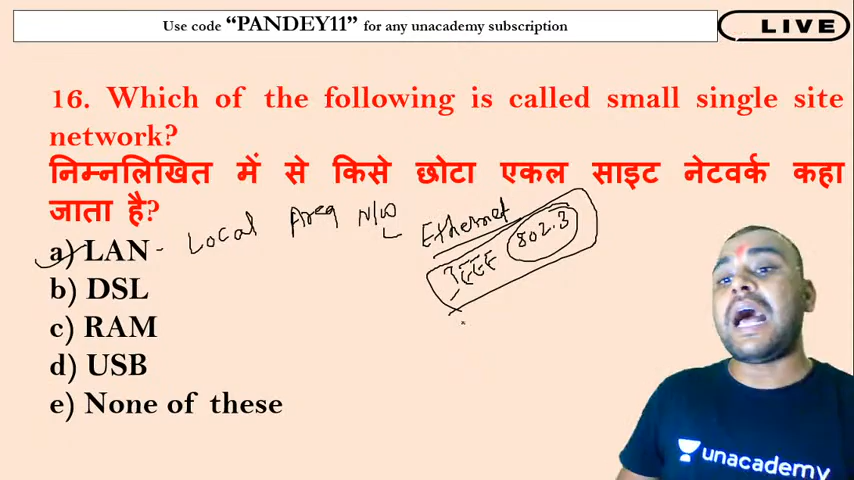 Use code “PANDEY11” for any unacademy subscription
LIVE
16. Which of the following is called small single site
network?
निम्नलिखित में से किसे छोटा एकल साइट नेटवर्क कहा
जाता है?
a) LAN - Local Area N/w Ethernet
IEEE 802.3
b) DSL
c) RAM
d) USB
e) None of these
unacademy